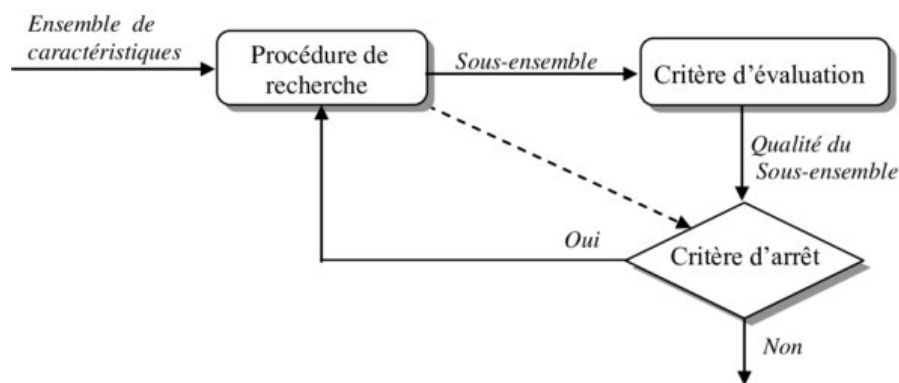 Ensemble de
caractéristiques
Procédure de
recherche
Sous-ensemble
Critère d'évaluation
Qualité du
Sous-ensemble
Oui
Critère d'arrêt
Non